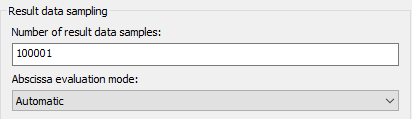 Result data sampling
Number of result data samples:
100001
Abscissa evaluation mode:
Automatic